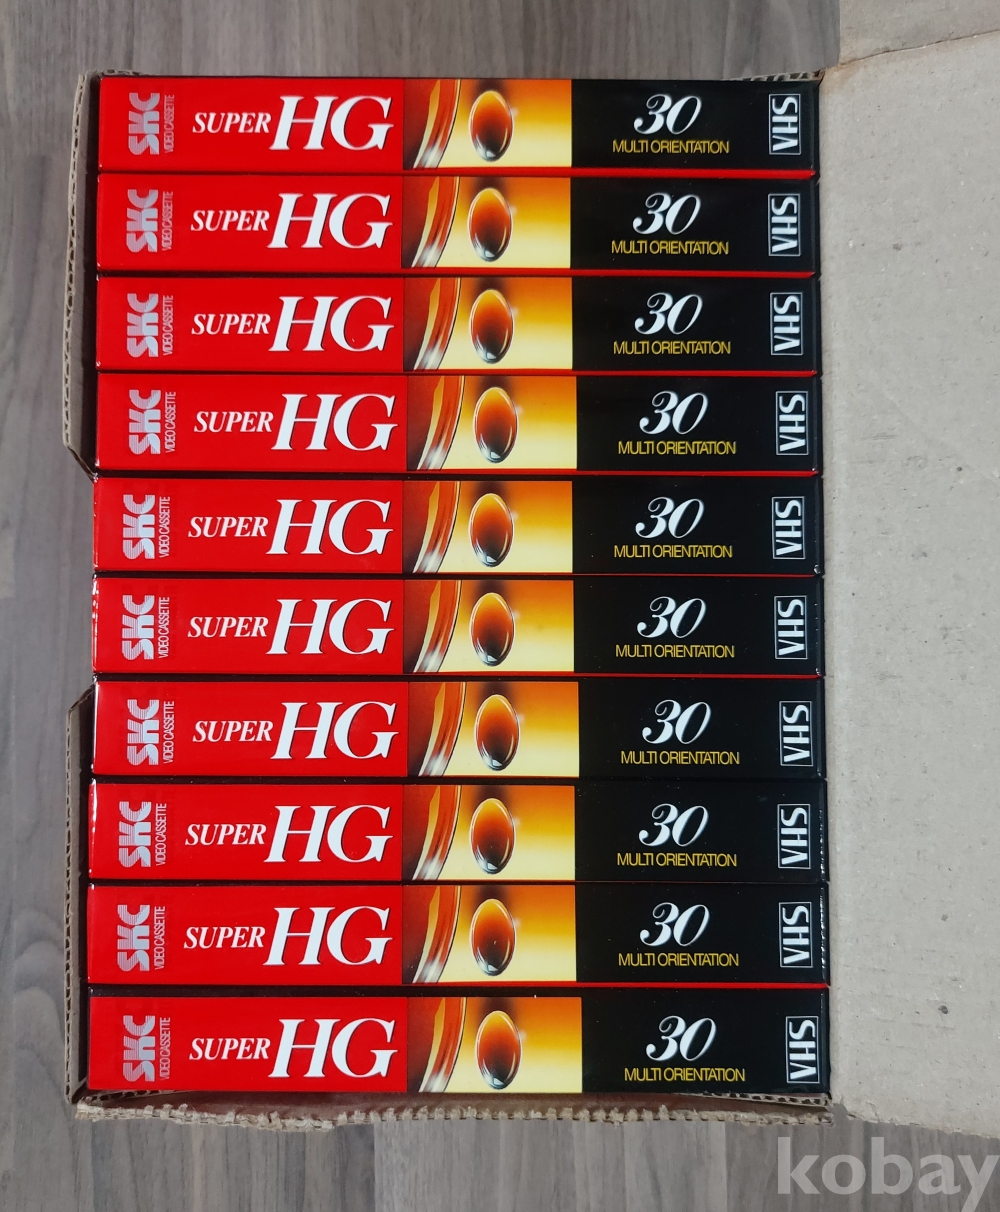 SKC
VIDEO CASSETTE
SUPER HG
30
MULTI ORIENTATION
VHS
SKC
VIDEO CASSETTE
SUPER HG
30
MULTI ORIENTATION
VHS
SKC
VIDEO CASSETTE
SUPER HG
30
MULTI ORIENTATION
VHS
SKC
VIDEO CASSETTE
SUPER HG
30
MULTI ORIENTATION
VHS
SKC
VIDEO CASSETTE
SUPER HG
30
MULTI ORIENTATION
VHS
SKC
VIDEO CASSETTE
SUPER HG
30
MULTI ORIENTATION
VHS
SKC
VIDEO CASSETTE
SUPER HG
30
MULTI ORIENTATION
VHS
SKC
VIDEO CASSETTE
SUPER HG
30
MULTI ORIENTATION
VHS
SKC
VIDEO CASSETTE
SUPER HG
30
MULTI ORIENTATION
VHS
SKC
VIDEO CASSETTE
SUPER HG
30
MULTI ORIENTATION
VHS
kobay